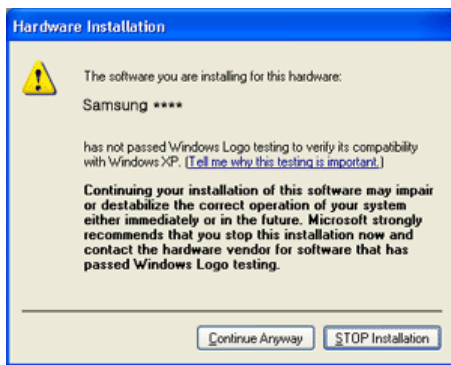 Hardware Installation
The software you are installing for this hardware:
Samsung ****
has not passed Windows Logo testing to verify its compatibility
with Windows XP. (Tell me why this testing is important.)
Continuing your installation of this software may impair
or destabilize the correct operation of your system
either immediately or in the future. Microsoft strongly
recommends that you stop this installation now and
contact the hardware vendor for software that has
passed Windows Logo testing.
Continue Anyway STOP Installation